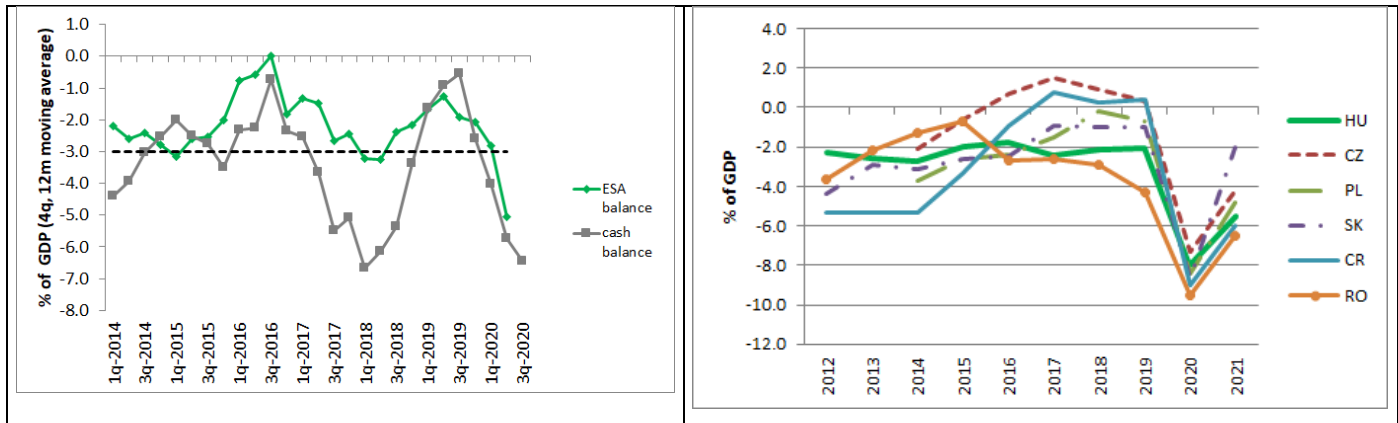 % of GDP (4q, 12m moving average)
1.0
0.0
-1.0
-2.0
-3.0
-4.0
-5.0
-6.0
-7.0
-8.0
1q-2014
3q-2014
1q-2015
3q-2015
1q-2016
3q-2016
1q-2017
3q-2017
1q-2018
3q-2018
1q-2019
3q-2019
1q-2020
3q-2020
ESA
balance
cash
balance
% of GDP
4.0
2.0
0.0
-2.0
-4.0
-6.0
-8.0
-10.0
-12.0
2012
2013
2014
2015
2016
2017
2018
2019
2020
2021
HU
CZ
PL
SK
CR
RO